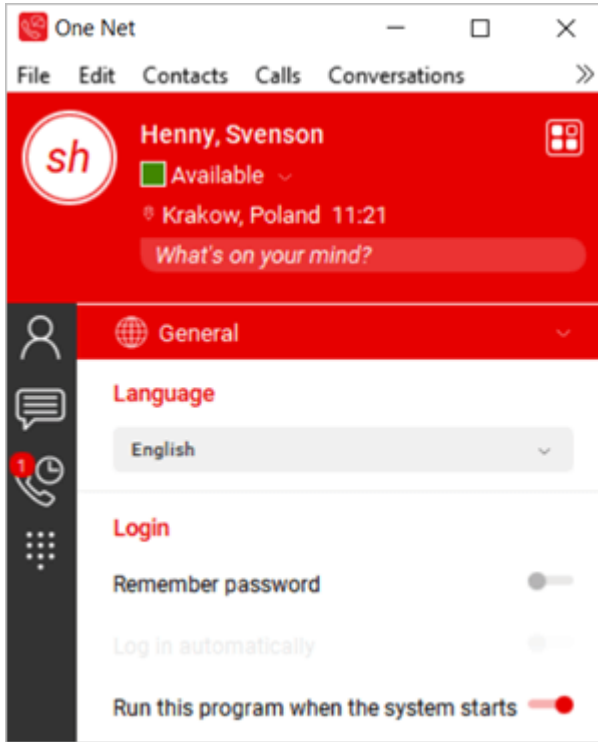 One Net
File Edit Contacts Calls Conversations
sh
Henny, Svenson
Available
Krakow, Poland 11:21
What's on your mind?
General
Language
English
1
Login
Remember password
Log in automatically
Run this program when the system starts